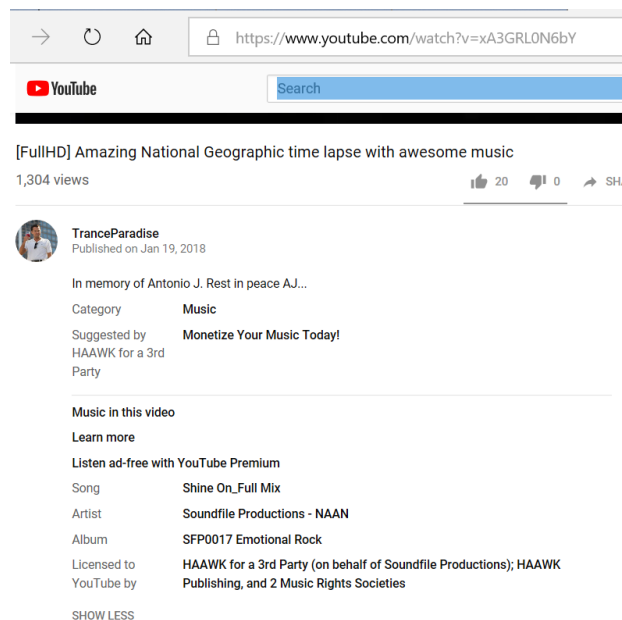 https://www.youtube.com/watch?v=xA3GRL0N6bY
YouTube
Search
[FullHD] Amazing National Geographic time lapse with awesome music
1,304 views
20 0 SHA
TranceParadise
Published on Jan 19, 2018
In memory of Antonio J. Rest in peace AJ...
Category Music
Suggested by Monetize Your Music Today!
HAAWK for a 3rd
Party
Music in this video
Learn more
Listen ad-free with YouTube Premium
Song Shine On_Full Mix
Artist Soundfile Productions - NAAN
Album SFP0017 Emotional Rock
Licensed to HAAWK for a 3rd Party (on behalf of Soundfile Productions); HAAWK
YouTube by Publishing, and 2 Music Rights Societies
SHOW LESS